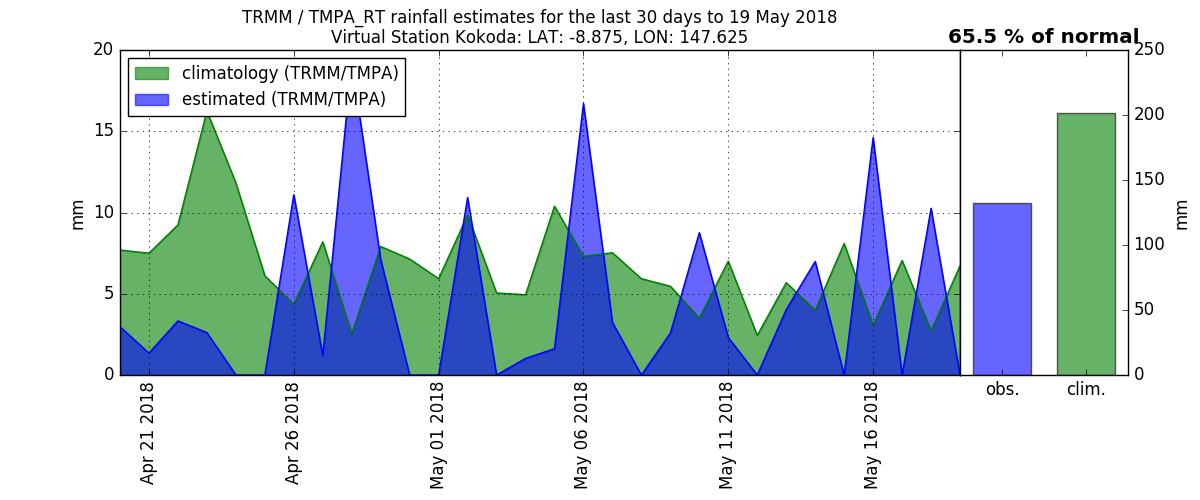 TRMM / TMPA_RT rainfall estimates for the last 30 days to 19 May 2018
Virtual Station Kokoda: LAT: -8.875, LON: 147.625
65.5 % of normal
climatology (TRMM/TMPA)
estimated (TRMM/TMPA)
20
15
10
5
0
mm
Apr 21 2018
Apr 26 2018
May 01 2018
May 06 2018
May 11 2018
May 16 2018
250
200
150
100
50
0
mm
obs.
clim.